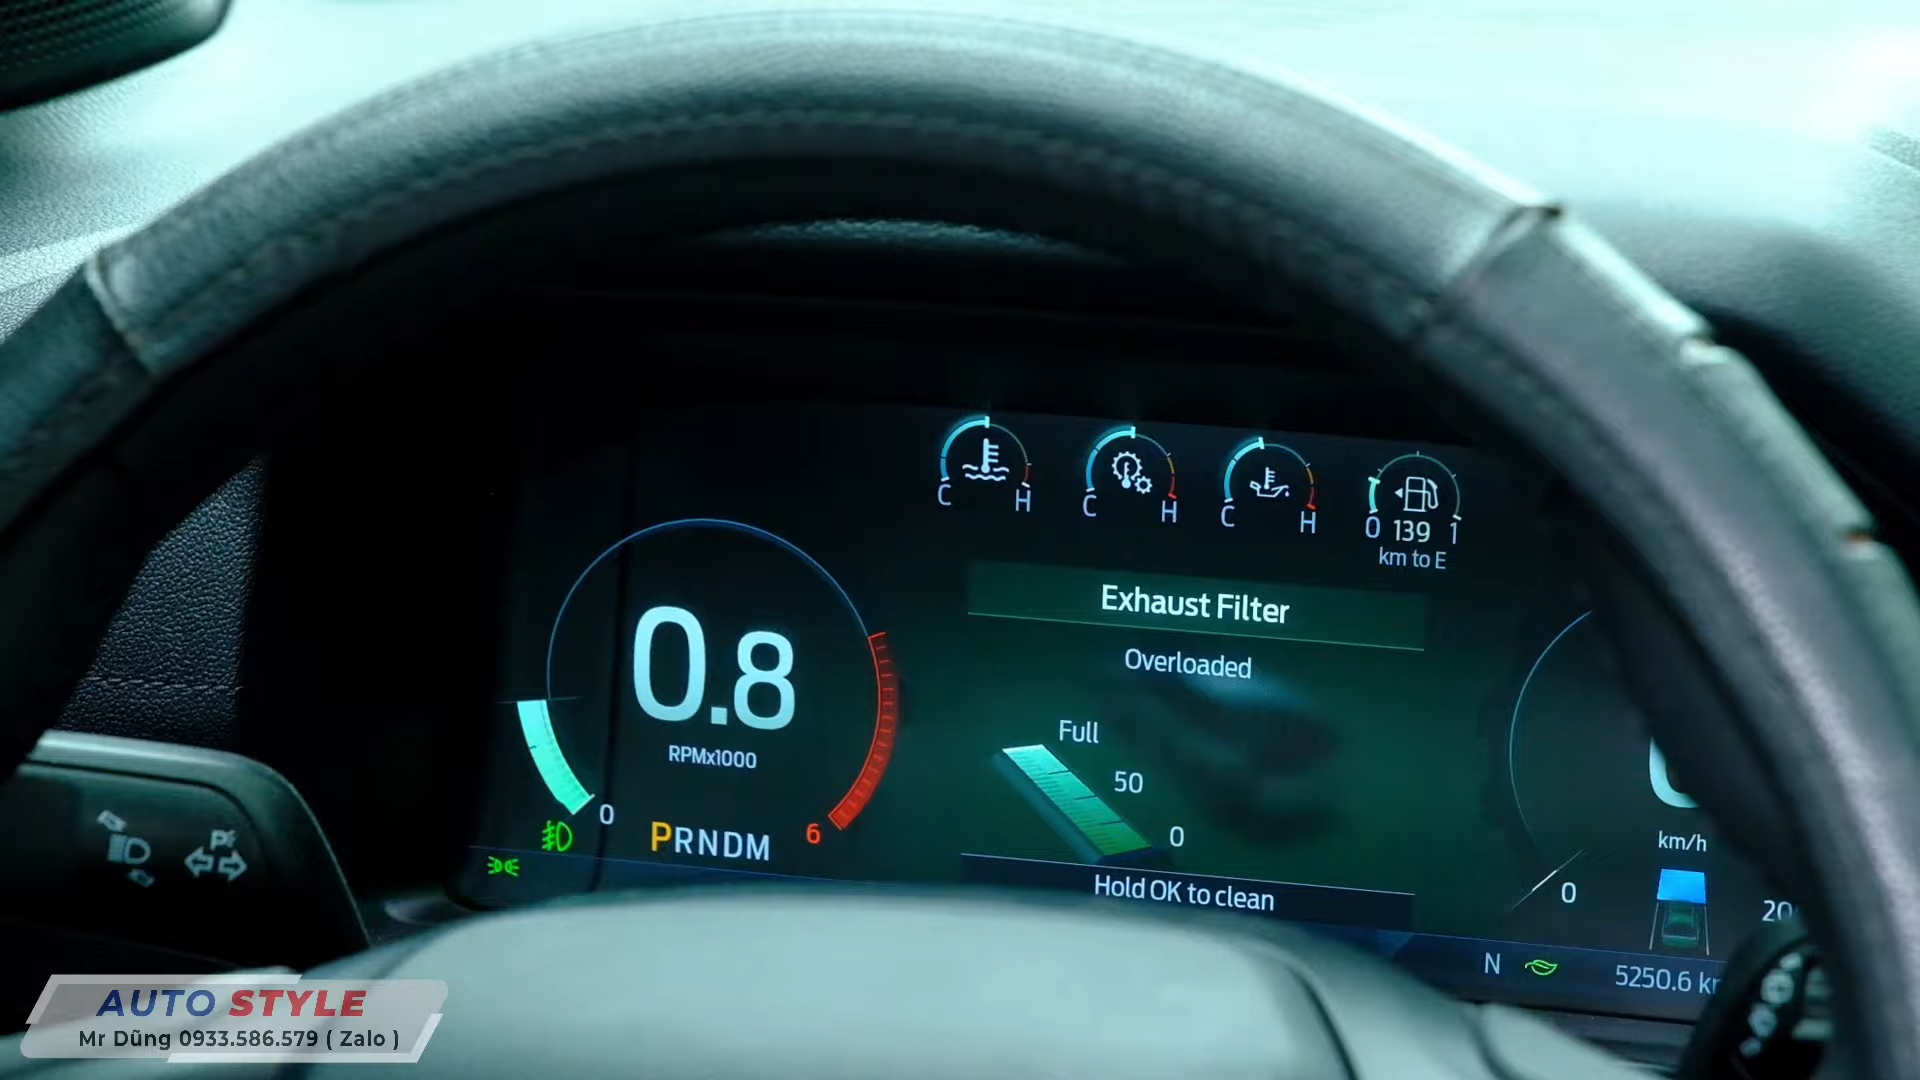 C H
C H
C H
0 139 1
km to E
Exhaust Filter
Overloaded
Full
50
0
Hold OK to clean
0.8
RPMx1000
0
6
PRNDM
km/h
0
N
5250.6
P
AUTO STYLE
Mr Dũng 0933.586.579 ( Zalo )